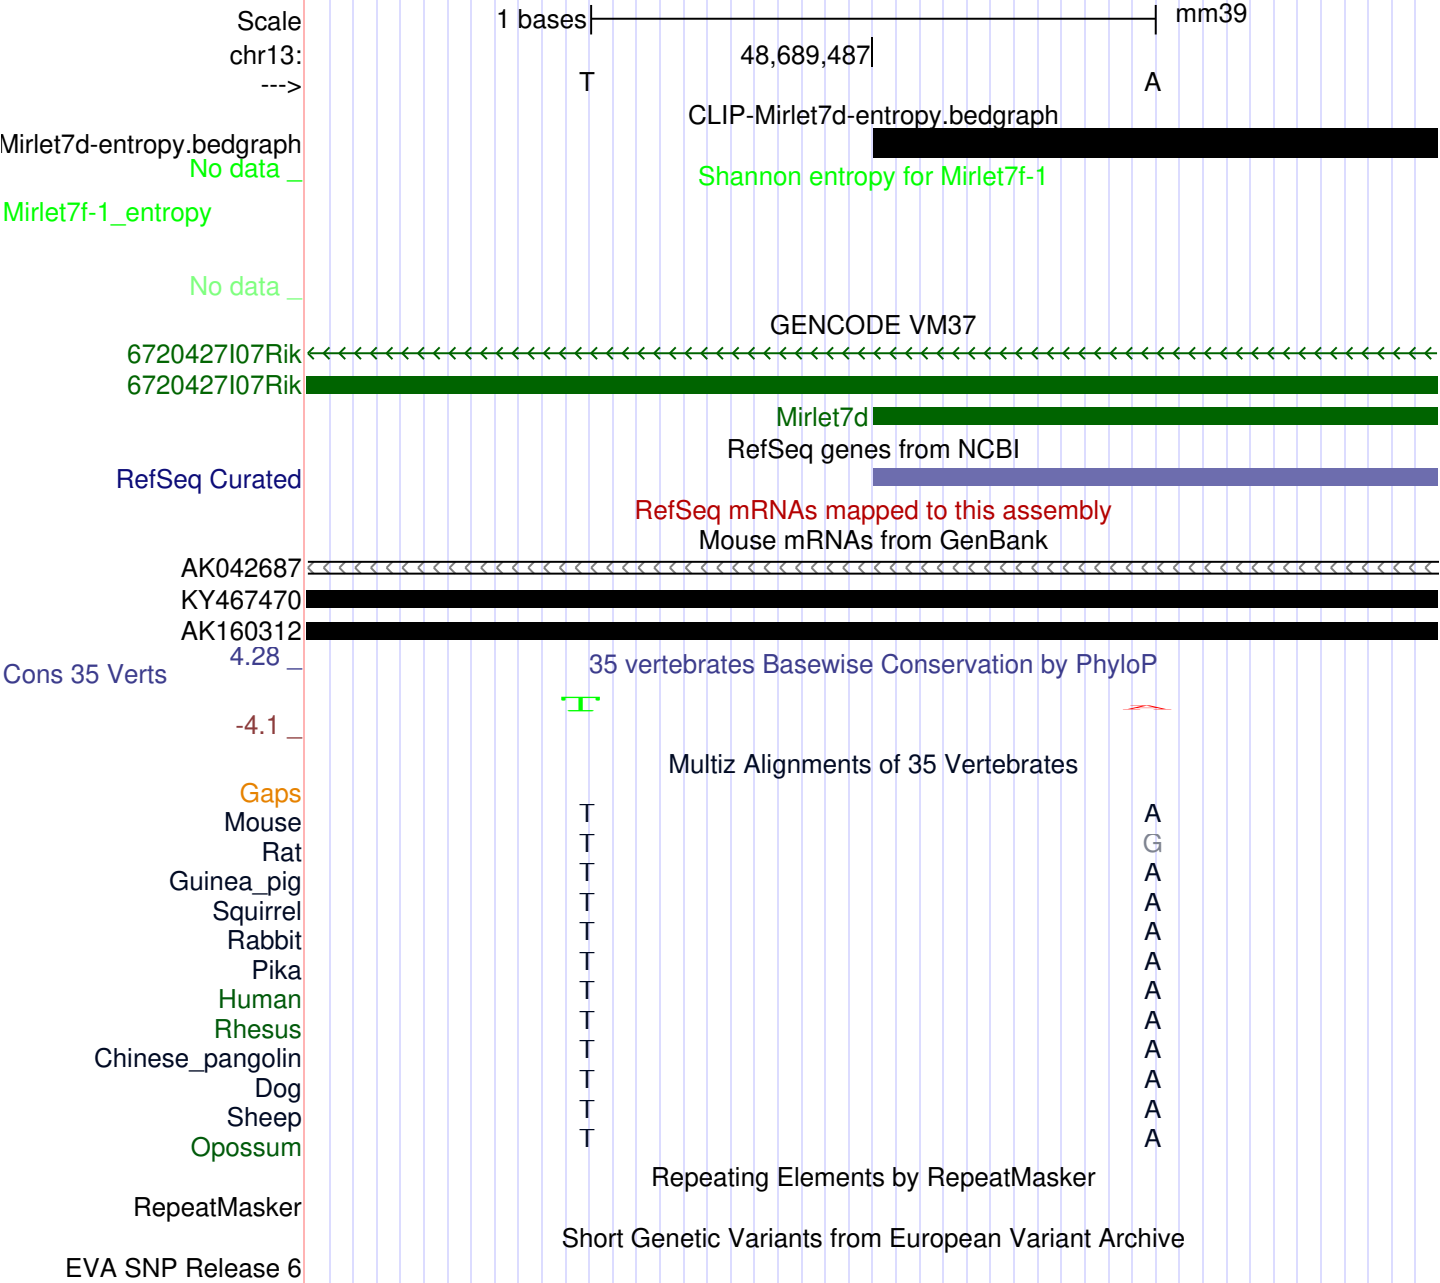 Scale 1 bases mm39
chr13: 48,689,487
---> T A
CLIP-Mirlet7d-entropy.bedgraph
Mirlet7d-entropy.bedgraph
No data _
Shannon entropy for Mirlet7f-1
Mirlet7f-1_entropy
No data _
GENCODE VM37
6720427I07Rik
6720427I07Rik
Mirlet7d
RefSeq genes from NCBI
RefSeq Curated
RefSeq mRNAs mapped to this assembly
Mouse mRNAs from GenBank
AK042687
KY467470
AK160312
4.28 _
35 vertebrates Basewise Conservation by PhyloP
Cons 35 Verts
T A
-4.1 _
Multiz Alignments of 35 Vertebrates
Gaps
Mouse T A
Rat T G
Guinea_pig T A
Squirrel T A
Rabbit T A
Pika T A
Human T A
Rhesus T A
Chinese_pangolin T A
Dog T A
Sheep T A
Opossum T A
Repeating Elements by RepeatMasker
RepeatMasker
Short Genetic Variants from European Variant Archive
EVA SNP Release 6